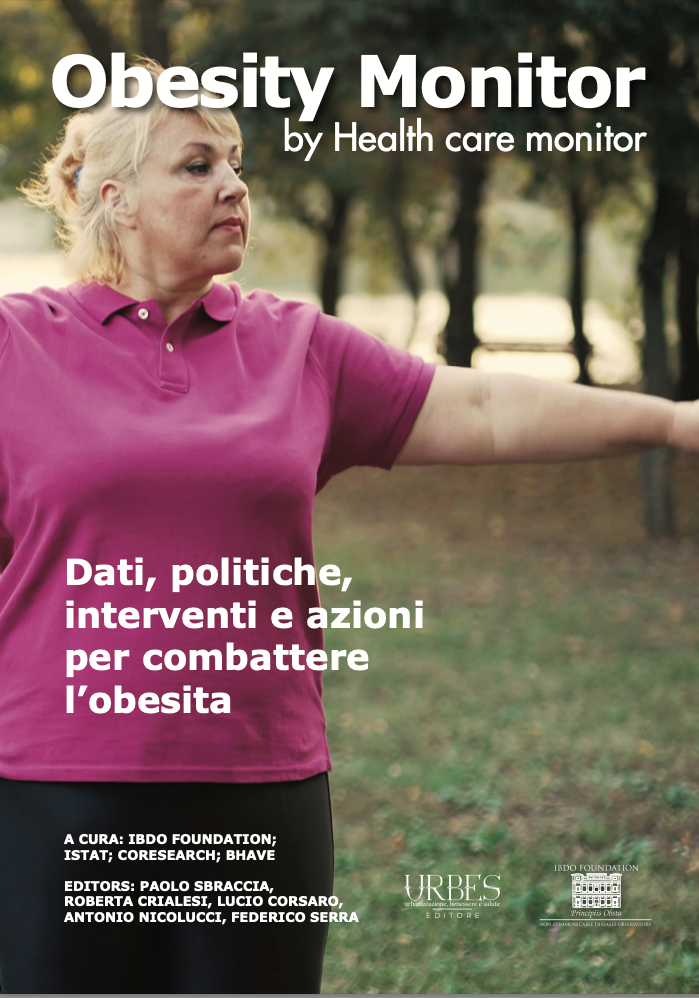 Obesity Monitor
by Health care monitor
Dati, politiche,
interventi e azioni
per combattere
l’obesita
A CURA: IBDO FOUNDATION;
ISTAT; CORESEARCH; BHAVE
EDITORS: PAOLO SBRACCIA,
ROBERTA CRIALESI, LUCIO CORSARO,
ANTONIO NICOLUCCI, FEDERICO SERRA
URBES
urbanizzazione, benessere e salute
EDITORE
IBDO FOUNDATION
Principiis Obsta
NON COMMUNICABLE DISEASES OBSERVATORY